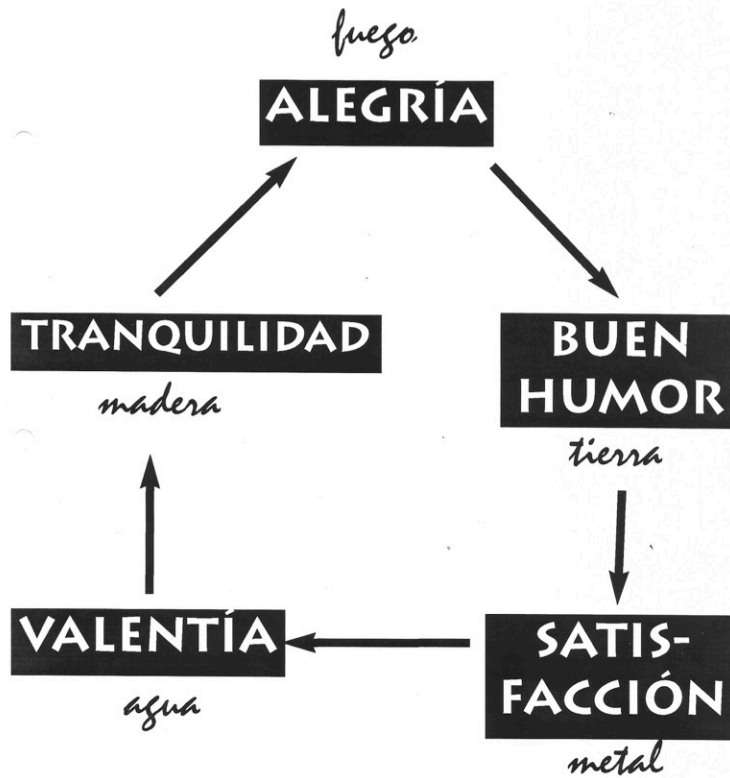 fuego
ALEGRÍA
TRANQUILIDAD
madera
BUEN
HUMOR
tierra
VALENTÍA
agua
SATIS-
FACCIÓN
metal